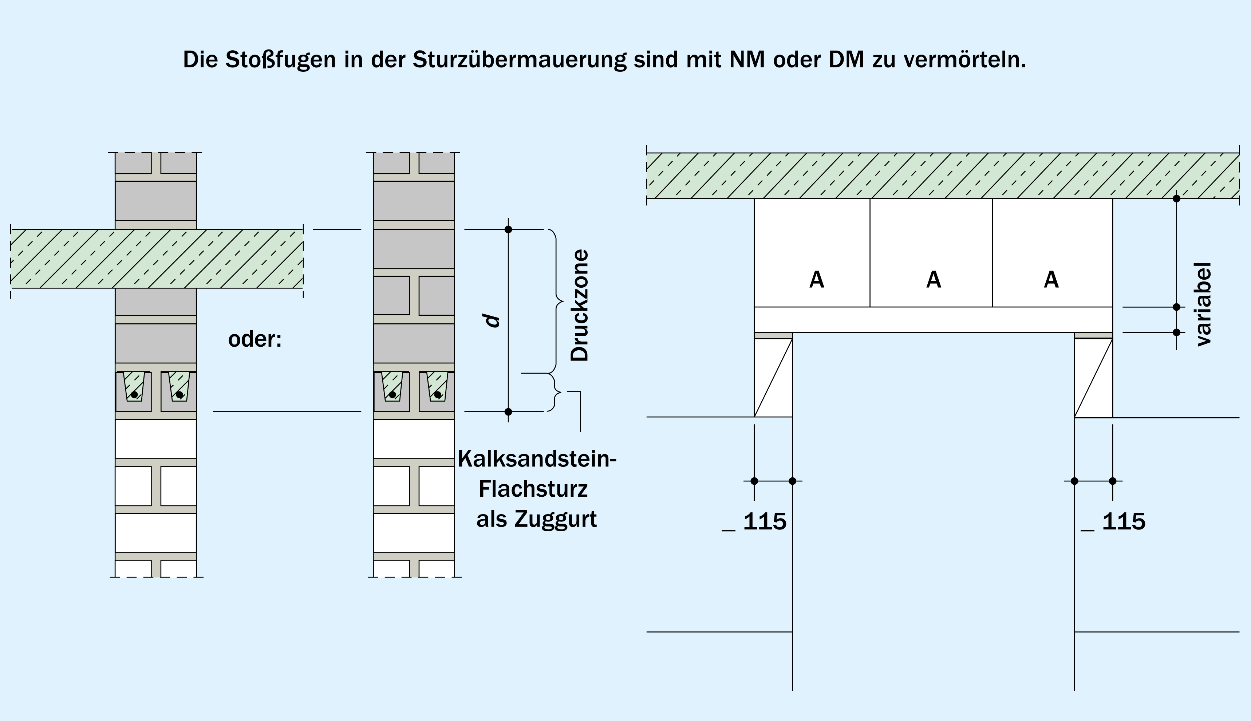 Die Stoßfugen in der Sturzübermauerung sind mit NM oder DM zu vermörteln.
oder:
d
Druckzone
Kalksandstein-
Flachsturz
als Zuggurt
A A A
variabel
_ 115
_ 115